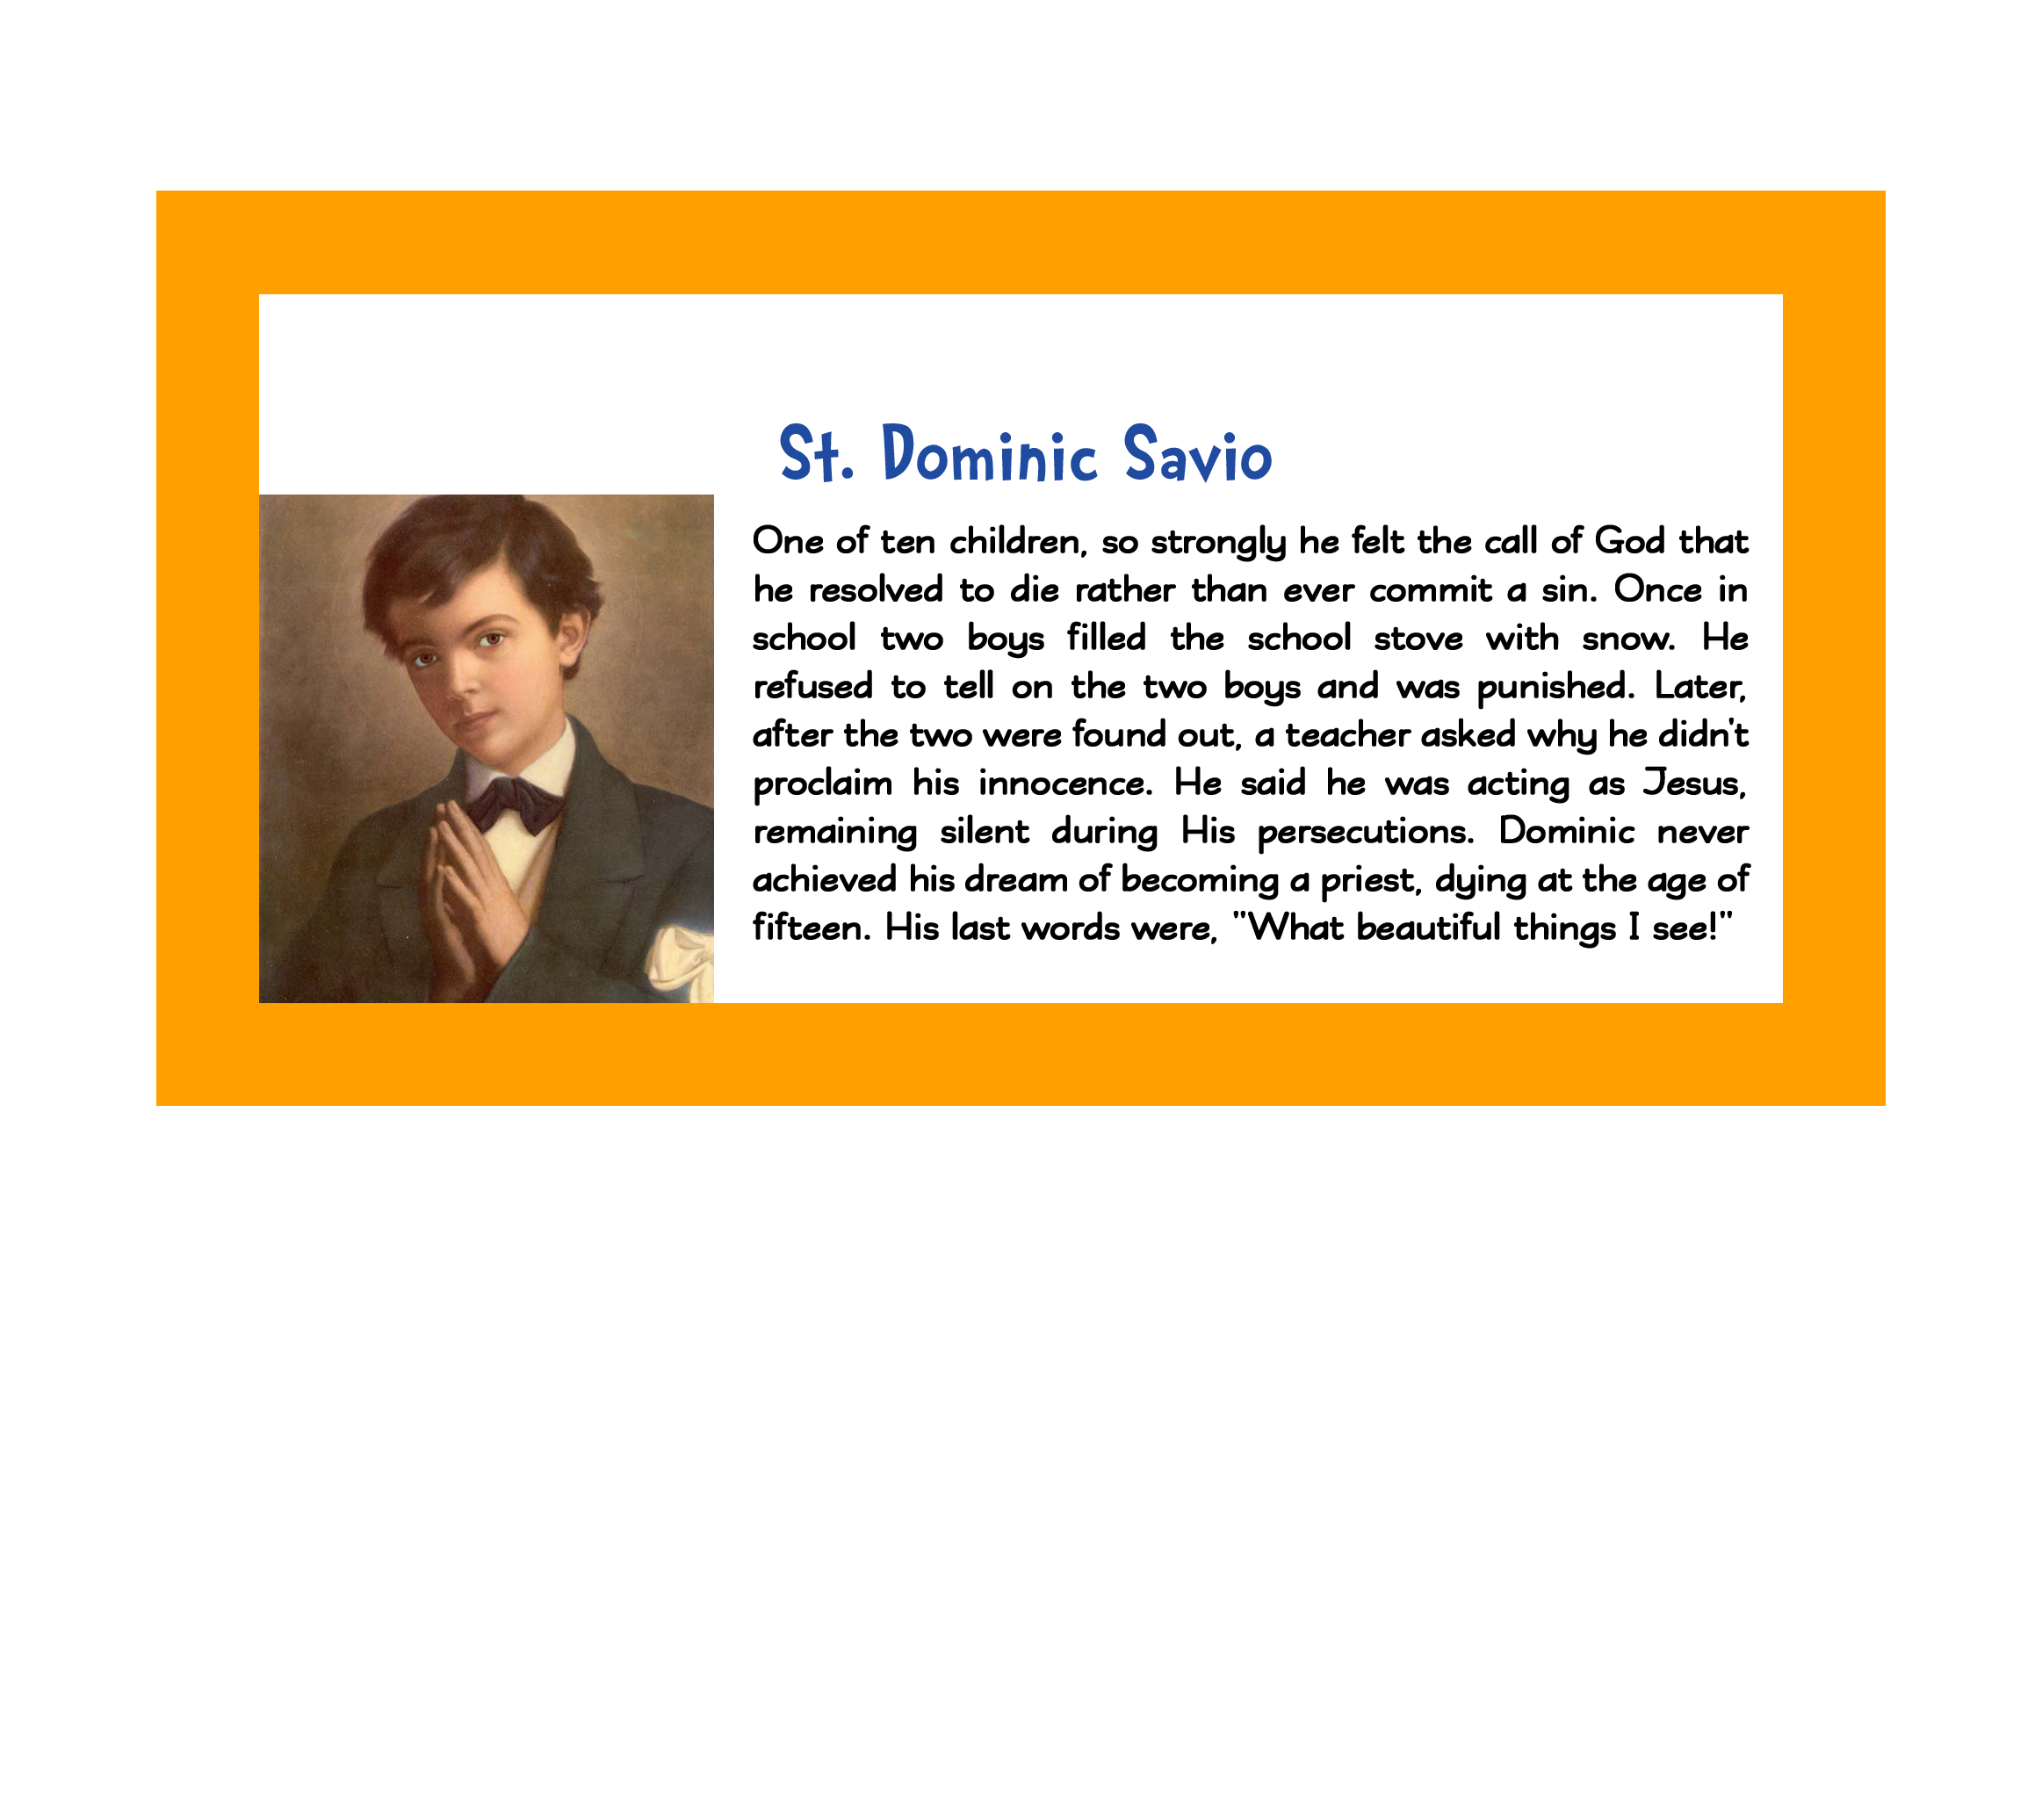 St. Dominic Savio
One of ten children, so strongly he felt the call of God that
he resolved to die rather than ever commit a sin. Once in
school two boys filled the school stove with snow. He
refused to tell on the two boys and was punished. Later,
after the two were found out, a teacher asked why he didn't
proclaim his innocence. He said he was acting as Jesus,
remaining silent during His persecutions. Dominic never
achieved his dream of becoming a priest, dying at the age of
fifteen. His last words were, "What beautiful things I see!"